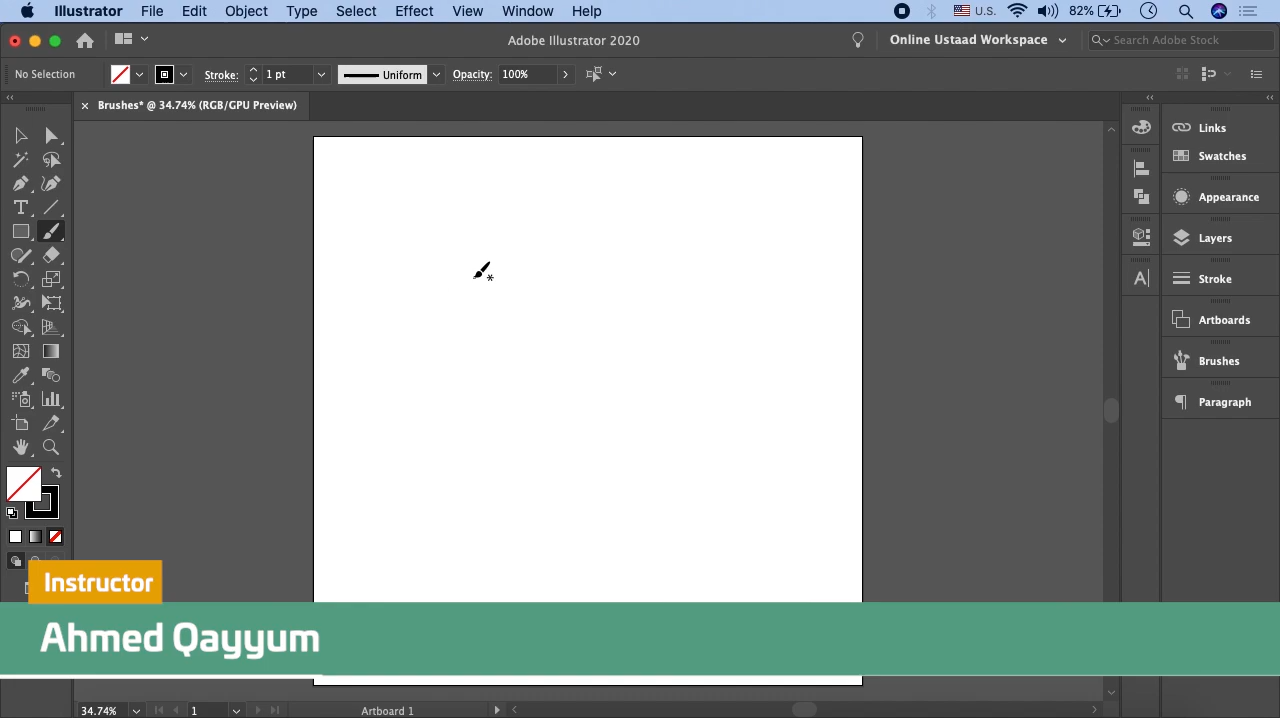 Illustrator File Edit Object Type Select Effect View Window Help U.S. 82%
Adobe Illustrator 2020 Online Ustaad Workspace Search Adobe Stock
No Selection Stroke: 1 pt Uniform Opacity: 100%
× Brushes* @ 34.74% (RGB/GPU Preview)
Links
Swatches
Appearance
Layers
Stroke
Artboards
Brushes
Paragraph
Instructor
Ahmed Qayyum
34.74% 1 Artboard 1